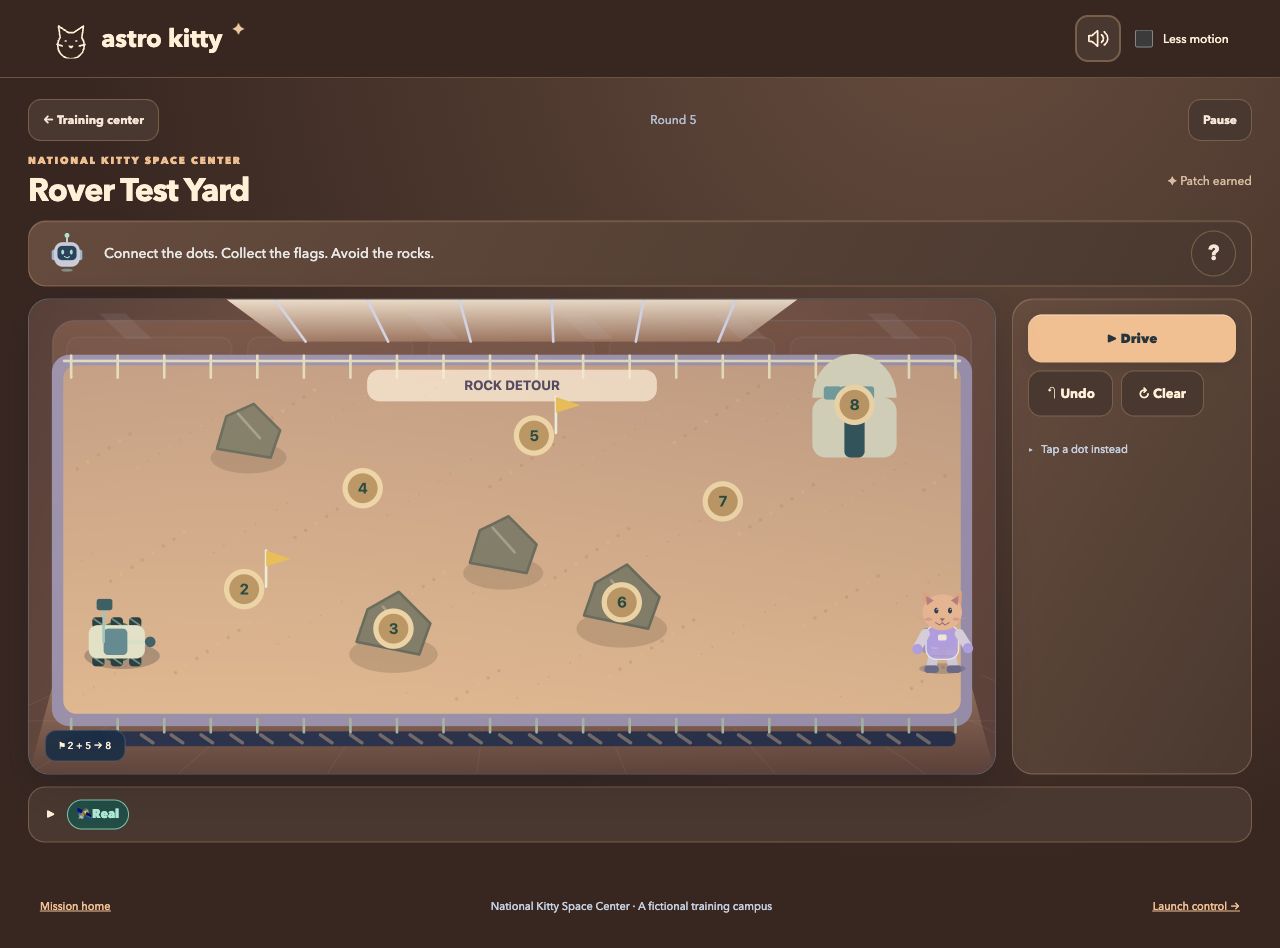 astro kitty
Less motion
← Training center
Round 5
Pause
NATIONAL KITTY SPACE CENTER
Rover Test Yard
✦ Patch earned
Connect the dots. Collect the flags. Avoid the rocks.
?
ROCK DETOUR
8
5
4
7
2
6
3
⚑ 2 + 5 → 8
▶ Drive
↶ Undo
↻ Clear
▸ Tap a dot instead
▶ Real
Mission home
National Kitty Space Center · A fictional training campus
Launch control →